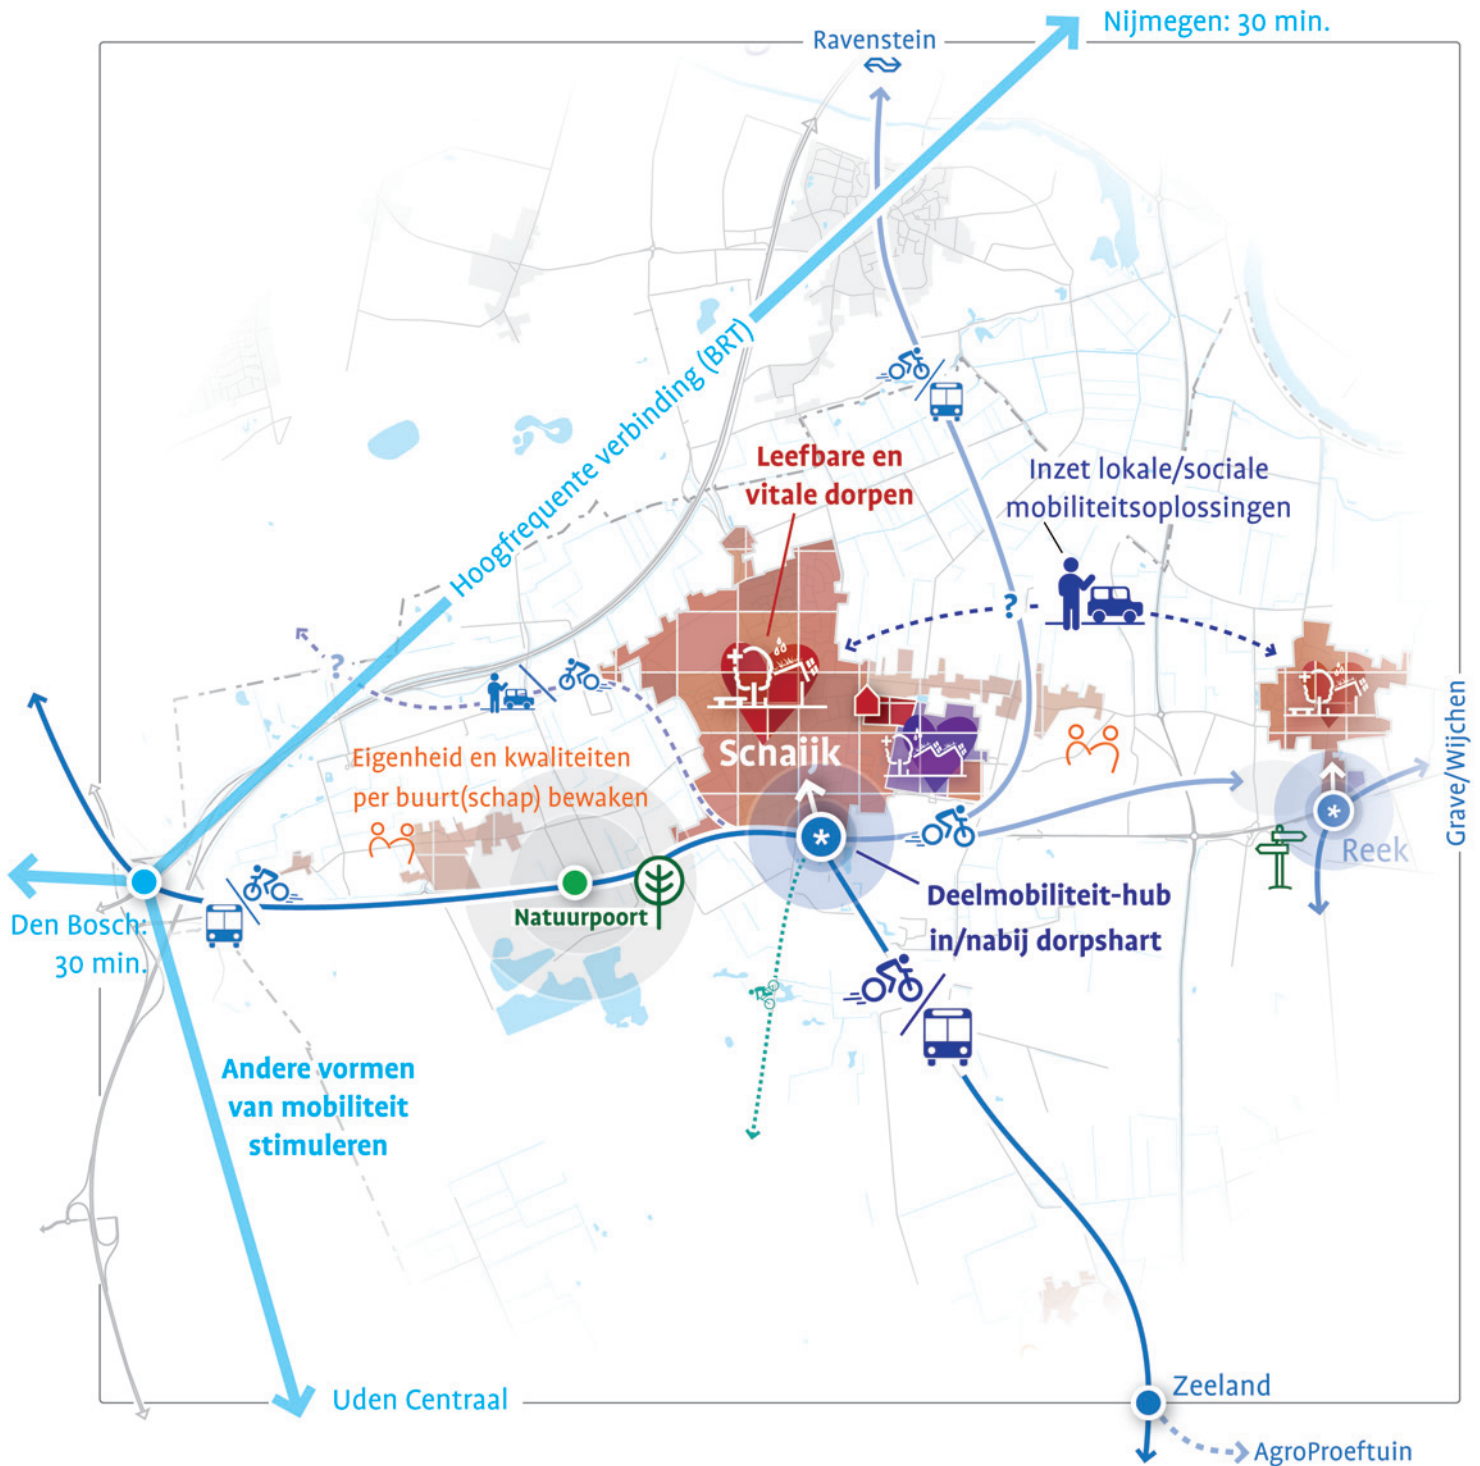 Nijmegen: 30 min.
Ravenstein
Hoogfrequente verbinding (BRT)
Leefbare en
vitale dorpen
Inzet lokale/sociale
mobiliteitsoplossingen
?
?
Schaijk
Eigenheid en kwaliteiten
per buurt(schap) bewaken
Grave/Wijchen
*
*
Reek
Natuurpoort
Deelmobiliteit-hub
in/nabij dorpshart
Den Bosch:
30 min.
Andere vormen
van mobiliteit
stimuleren
Uden Centraal
Zeeland
AgroProeftuin